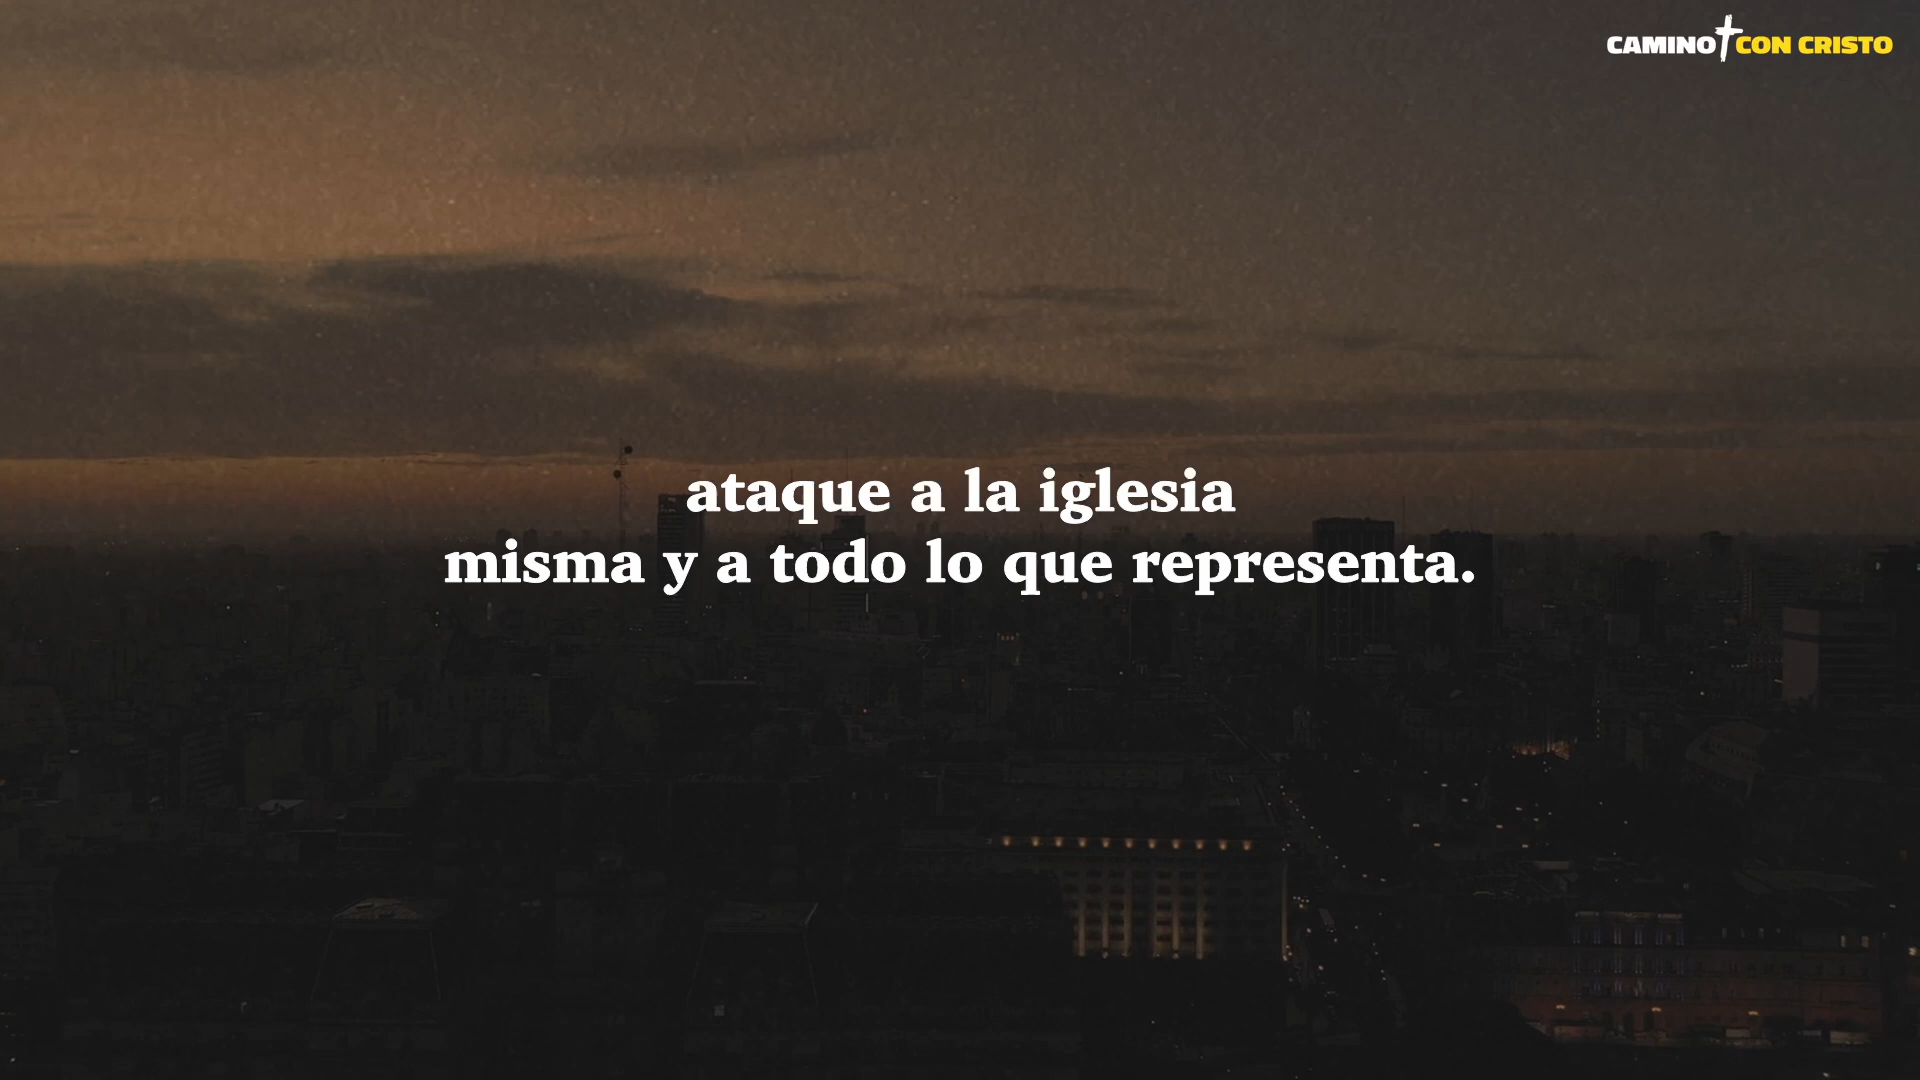 CAMINO CON CRISTO
ataque a la iglesia
misma y a todo lo que representa.